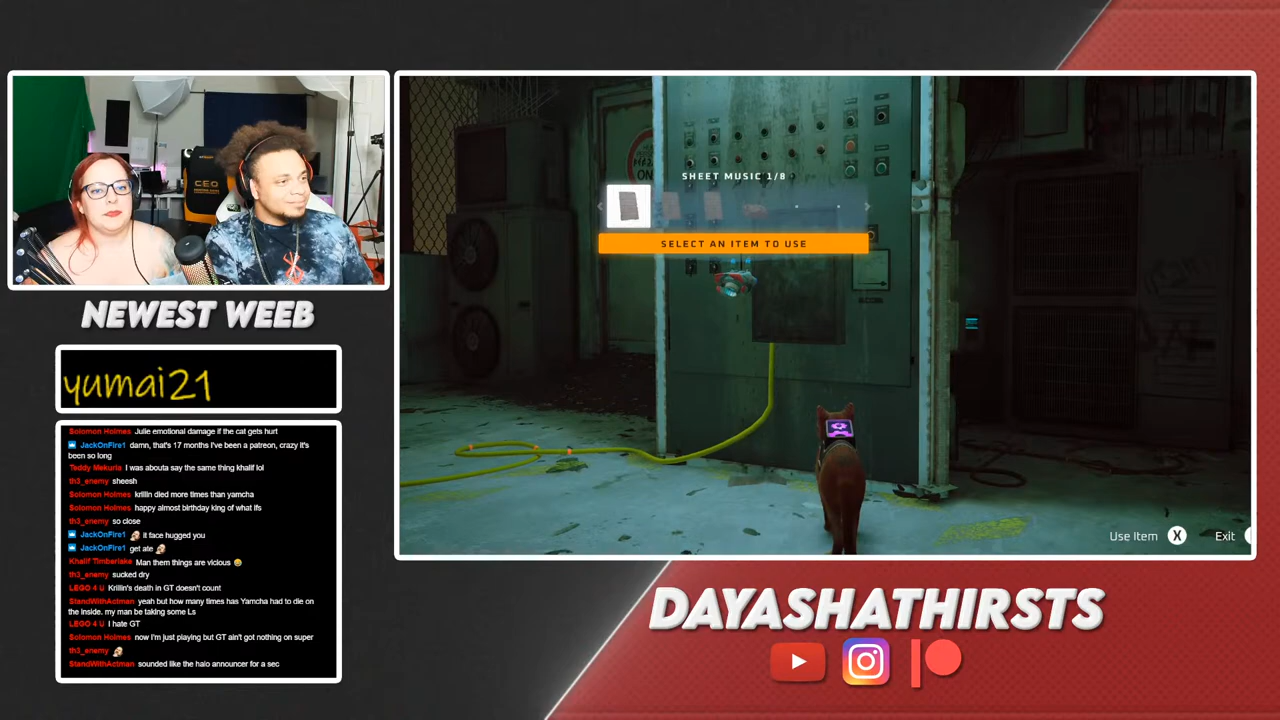 CEO
NEWEST WEEB
yumai21
Solomon Holmes Julie emotional damage if the cat gets hurt
JackOnFire1 damn, that's 17 months I've been a patreon, crazy it's
been so long
Teddy Mekuria I was abouta say the same thing khalif lol
th3_enemy sheesh
Solomon Holmes krillin died more times than yamcha
Solomon Holmes happy almost birthday king of what ifs
th3_enemy so close
JackOnFire1 it face hugged you
JackOnFire1 get ate
Khalif Timberlake Man them things are vicious
th3_enemy sucked dry
LEGO 4 U Krillin's death in GT doesn't count
StandWithActman yeah but how many times has Yamcha had to die on
the inside. my man be taking some Ls
LEGO 4 U I hate GT
Solomon Holmes now I'm just playing but GT ain't got nothing on super
th3_enemy
StandWithActman sounded like the halo announcer for a sec
SHEET MUSIC 1/8
SELECT AN ITEM TO USE
Use Item X Exit
DAYASHATHIRSTS